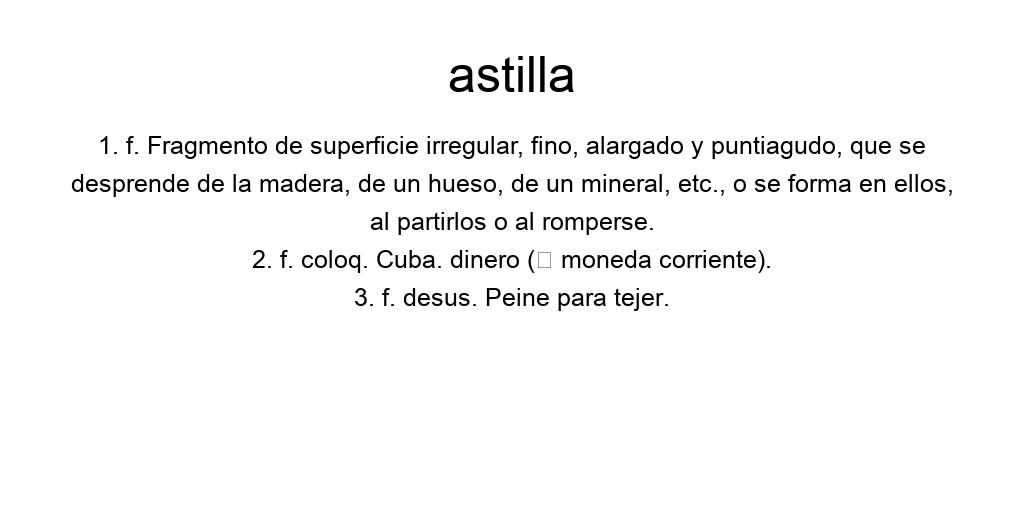 astilla
1. f. Fragmento de superficie irregular, fino, alargado y puntiagudo, que se
desprende de la madera, de un hueso, de un mineral, etc., o se forma en ellos,
al partirlos o al romperse.
2. f. coloq. Cuba. dinero (□ moneda corriente).
3. f. desus. Peine para tejer.